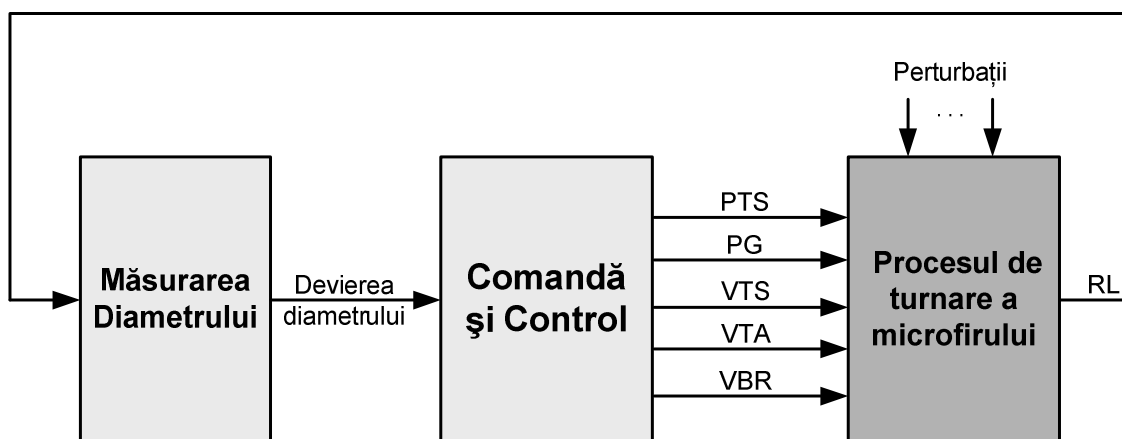 Perturbații
. . .
Măsurarea
Diametrului
Devierea
diametrului
Comandă
şi Control
PTS
PG
VTS
VTA
VBR
Procesul de
turnare a
microfirului
RL